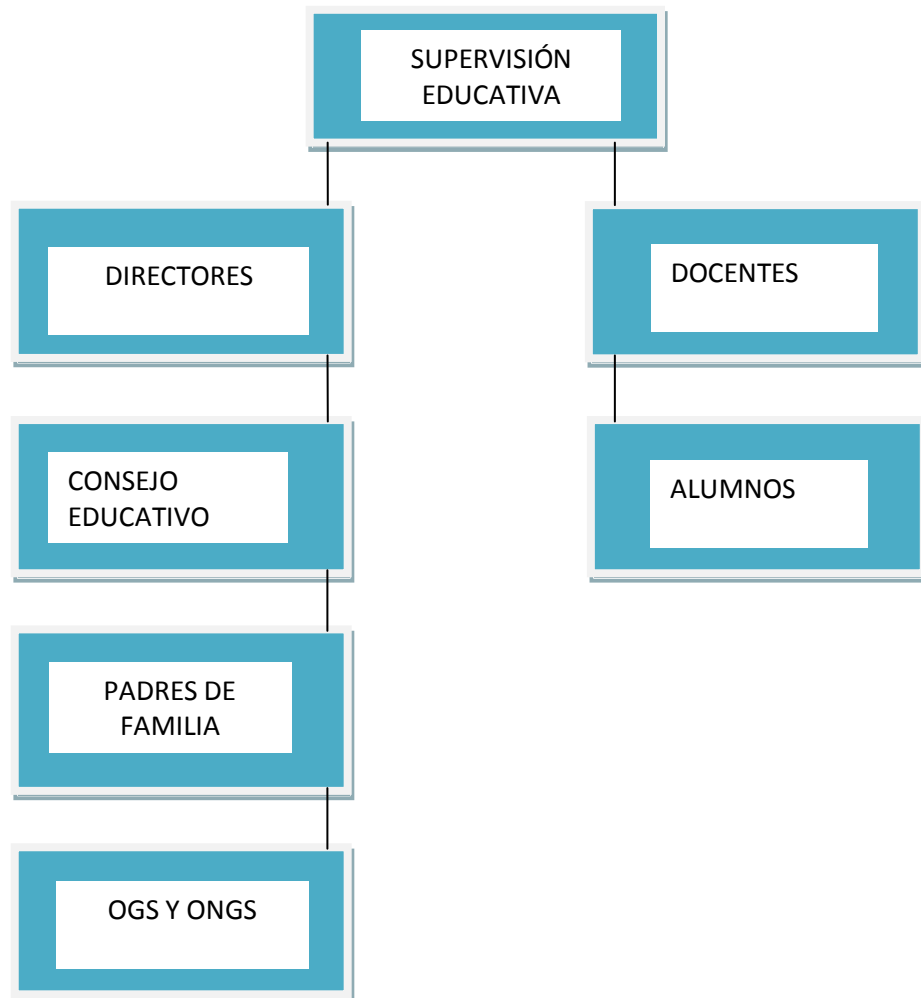 SUPERVISIÓN
EDUCATIVA
DIRECTORES
DOCENTES
CONSEJO
EDUCATIVO
ALUMNOS
PADRES DE
FAMILIA
OGS Y ONGS